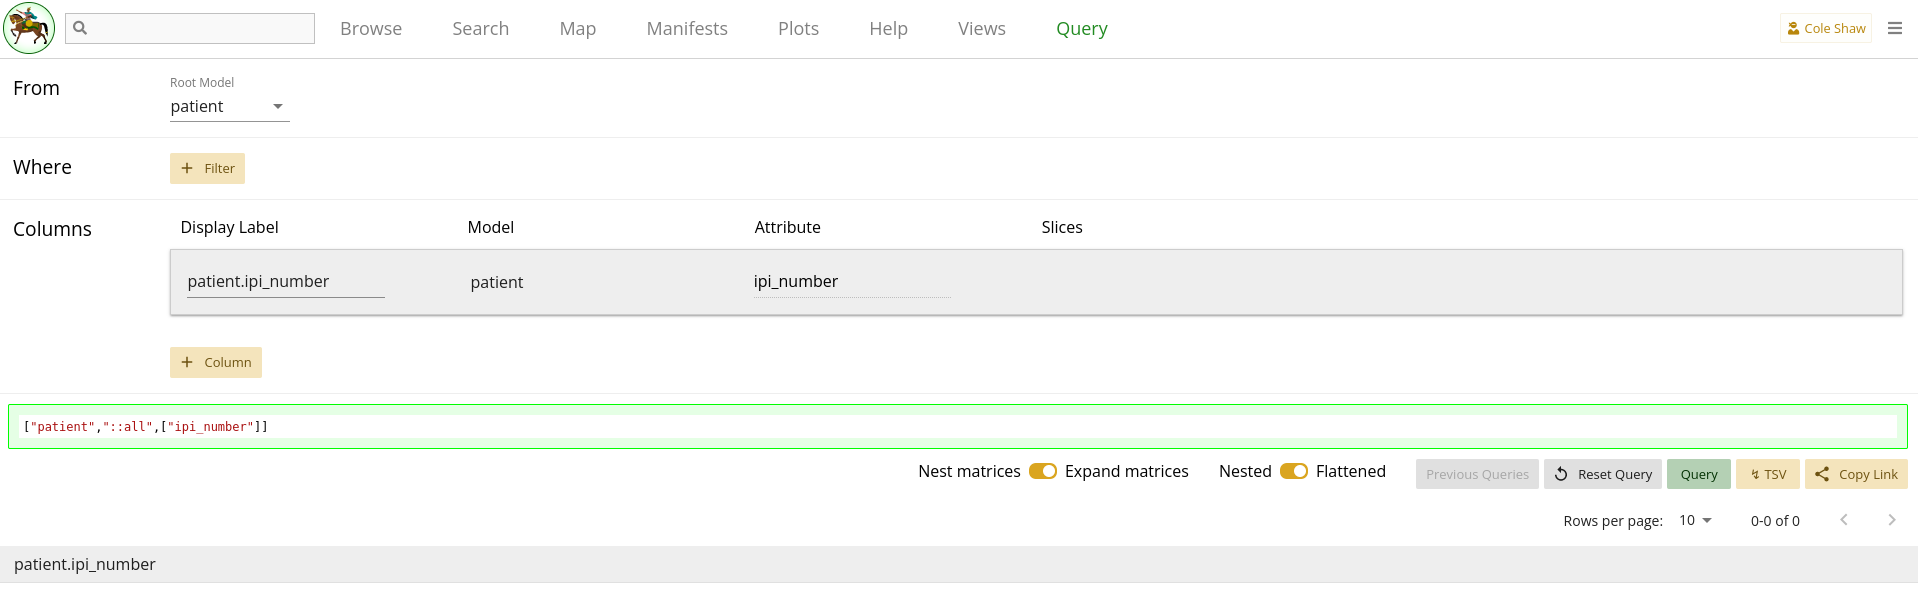 Browse Search Map Manifests Plots Help Views Query Cole Shaw
From
Root Model
patient
Where
+ Filter
Columns
Display Label Model Attribute Slices
patient.ipi_number patient ipi_number
+ Column
["patient","::all",["ipi_number"]]
Nest matrices Expand matrices Nested Flattened Previous Queries Reset Query Query ↯ TSV Copy Link
Rows per page: 10 0-0 of 0
patient.ipi_number